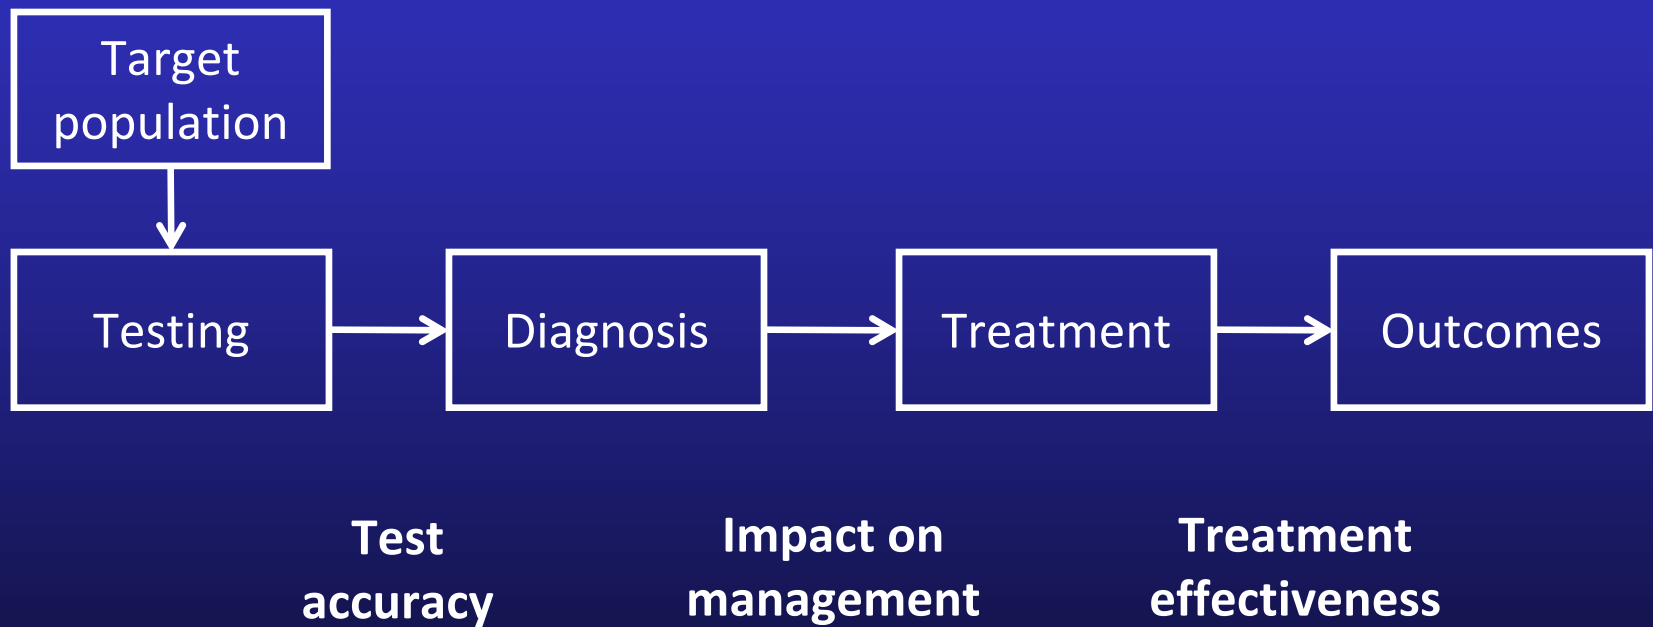 Target
population
Testing
Diagnosis
Treatment
Outcomes
Test
accuracy
Impact on
management
Treatment
effectiveness